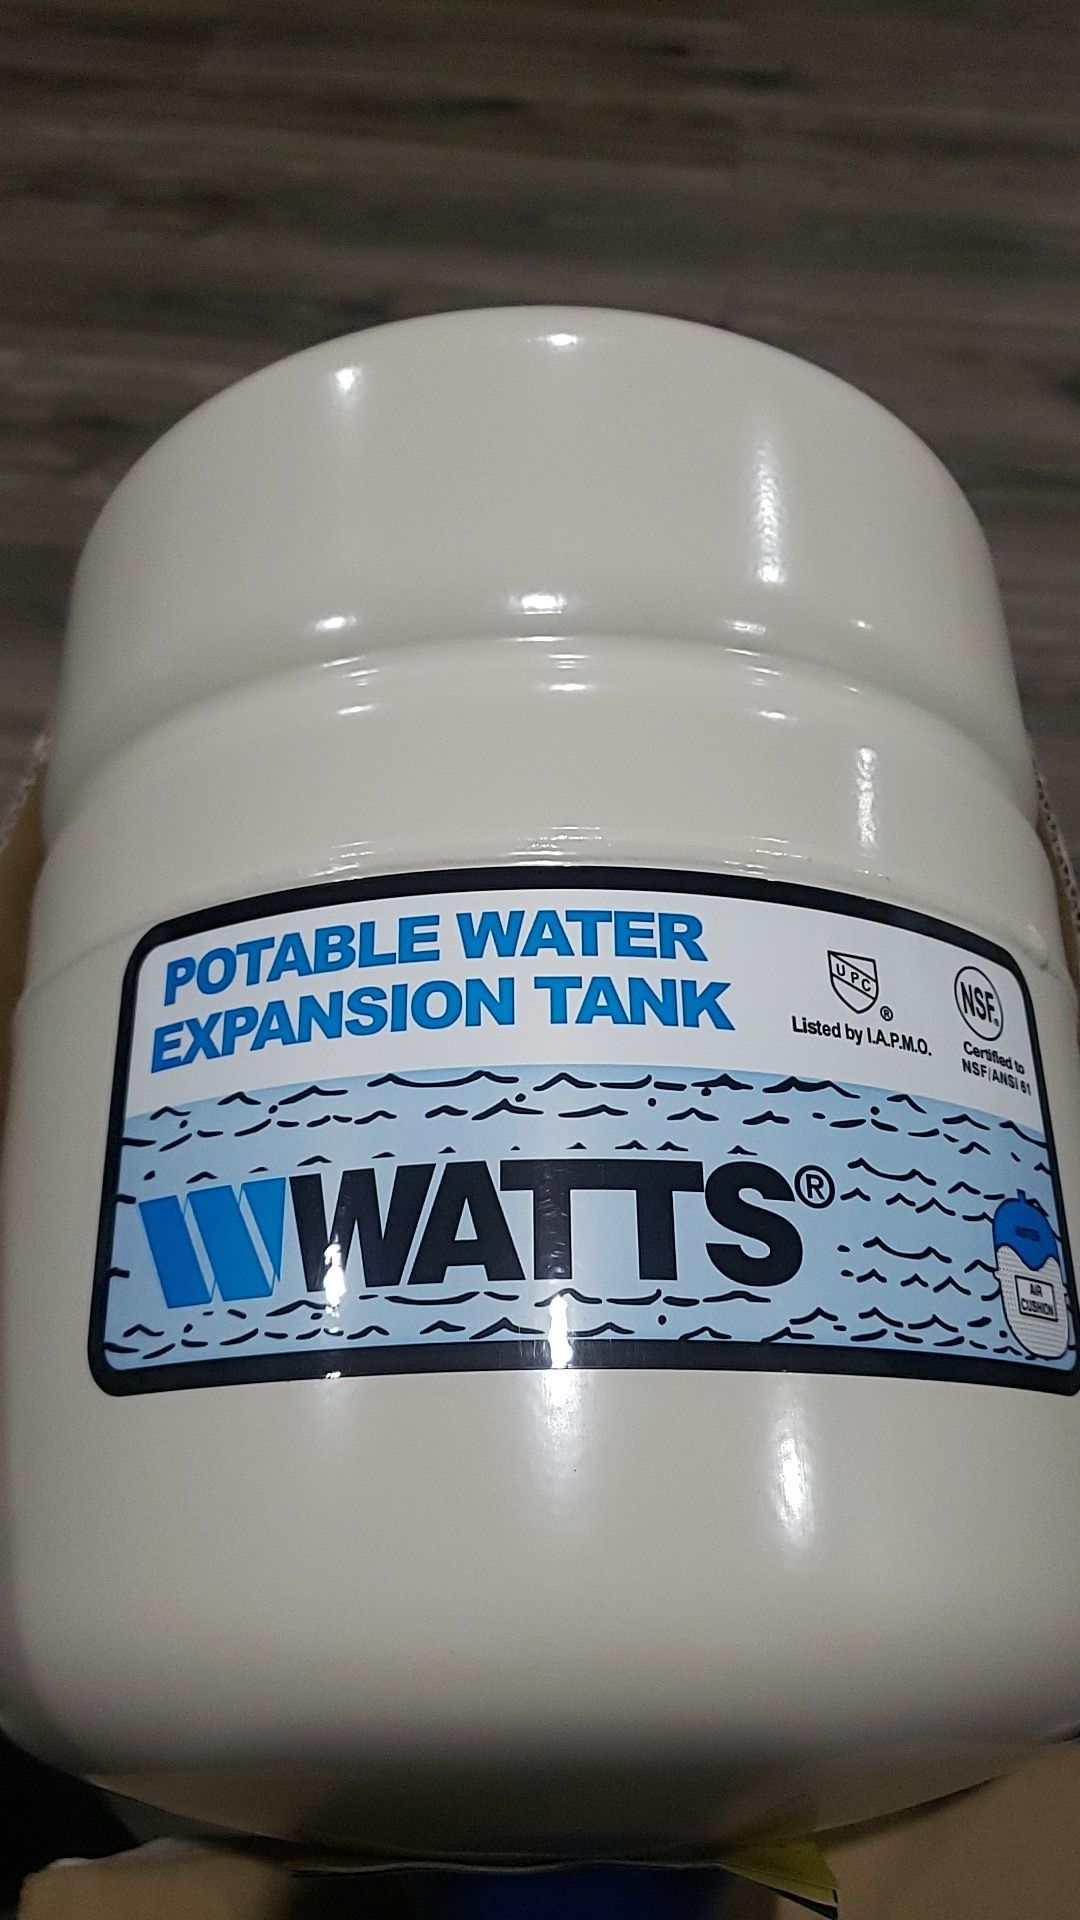 POTABLE WATER
EXPANSION TANK
UPC
®
Listed by I.A.P.M.O.
NSF®
Certified to
NSF/ANSI 61
WATTS®
WATER
AIR
CUSHION